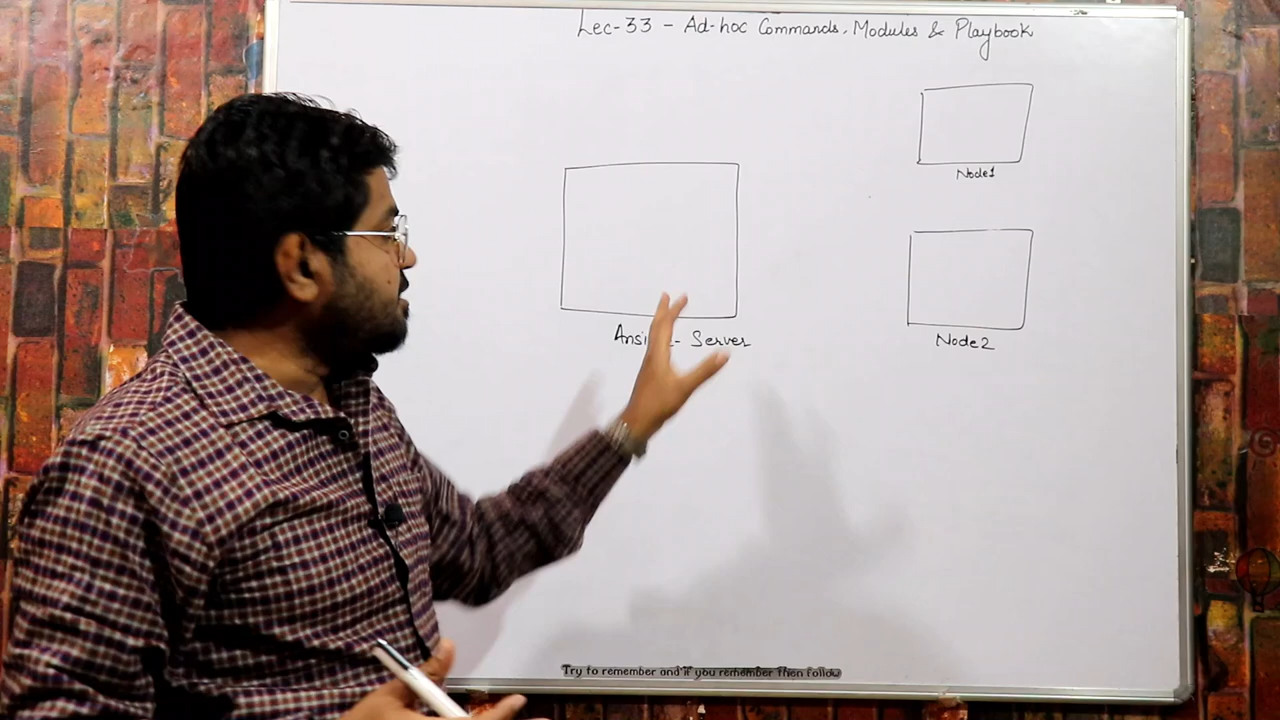 Lec-33 - Ad-hoc Commands, Modules & Playbook
Node1
Server
Node2
Try to remember and if you remember then follow